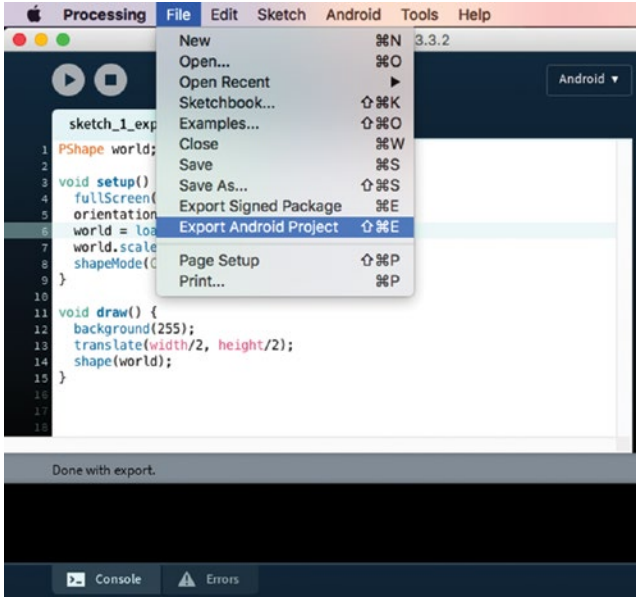 Processing File Edit Sketch Android Tools Help
3.3.2
New ⌘N
Open... ⌘O
Open Recent ▶
Sketchbook... ⇧⌘K
Examples... ⇧⌘O
Close ⌘W
Save ⌘S
Save As... ⇧⌘S
Export Signed Package ⌘E
Export Android Project ⇧⌘E
Page Setup ⇧⌘P
Print... ⌘P
Android ▼
sketch_1_exp
1 PShape world;
2
3 void setup()
4 fullScreen(
5 orientation
6 world = loa
7 world.scale
8 shapeMode(
9 }
10
11 void draw() {
12 background(255);
13 translate(width/2, height/2);
14 shape(world);
15 }
16
17
18
Done with export.
Console Errors